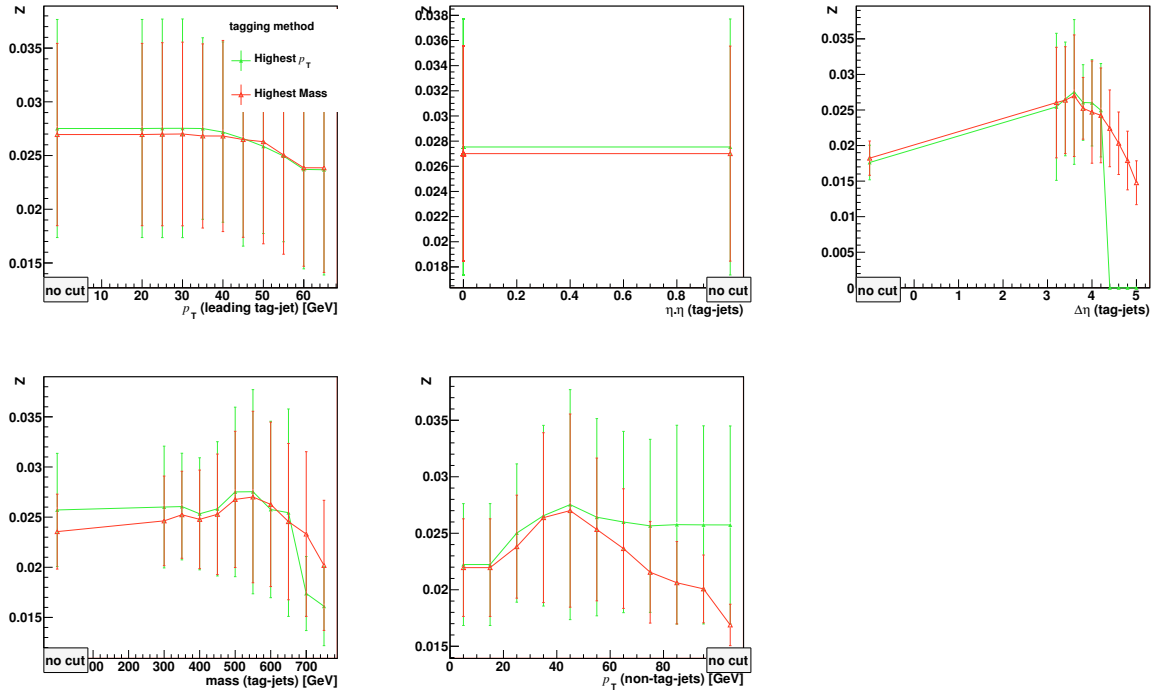 Z
0.035
0.03
0.025
0.02
0.015
no cut
10 20 30 40 50 60
p_T (leading tag-jet) [GeV]
tagging method
Highest p_T
Highest Mass
Z
0.038
0.036
0.034
0.032
0.03
0.028
0.026
0.024
0.022
0.02
0.018
0 0.2 0.4 0.6 0.8
no cut
η.η (tag-jets)
Z
0.035
0.03
0.025
0.02
0.015
0.01
0.005
0
no cut
0 1 2 3 4 5
Δη (tag-jets)
Z
0.035
0.03
0.025
0.02
0.015
no cut
00 200 300 400 500 600 700
mass (tag-jets) [GeV]
Z
0.035
0.03
0.025
0.02
0.015
0 20 40 60 80
no cut
p_T (non-tag-jets) [GeV]